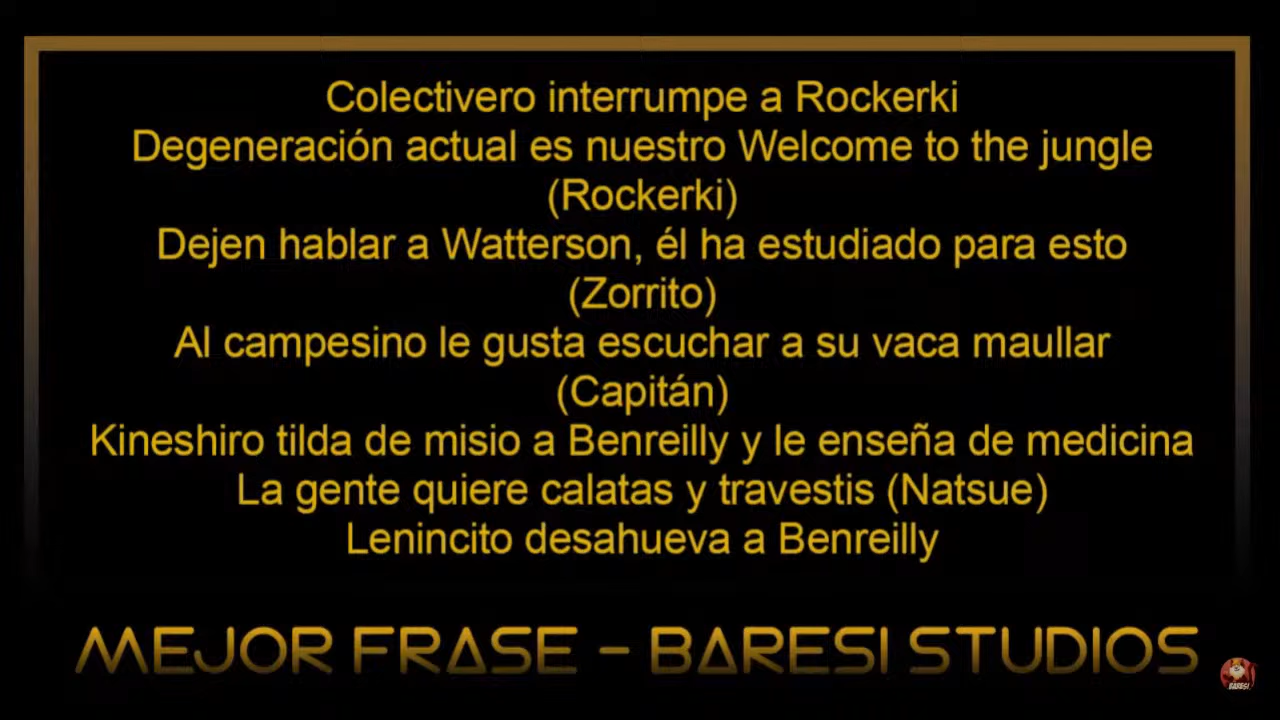 Colectivero interrumpe a Rockerki
Degeneración actual es nuestro Welcome to the jungle
(Rockerki)
Dejen hablar a Watterson, él ha estudiado para esto
(Zorrito)
Al campesino le gusta escuchar a su vaca maullar
(Capitán)
Kineshiro tilda de misio a Benreilly y le enseña de medicina
La gente quiere calatas y travestis (Natsue)
Lenincito desahueva a Benreilly
MEJOR FRASE - BARESI STUDIOS
BARESI